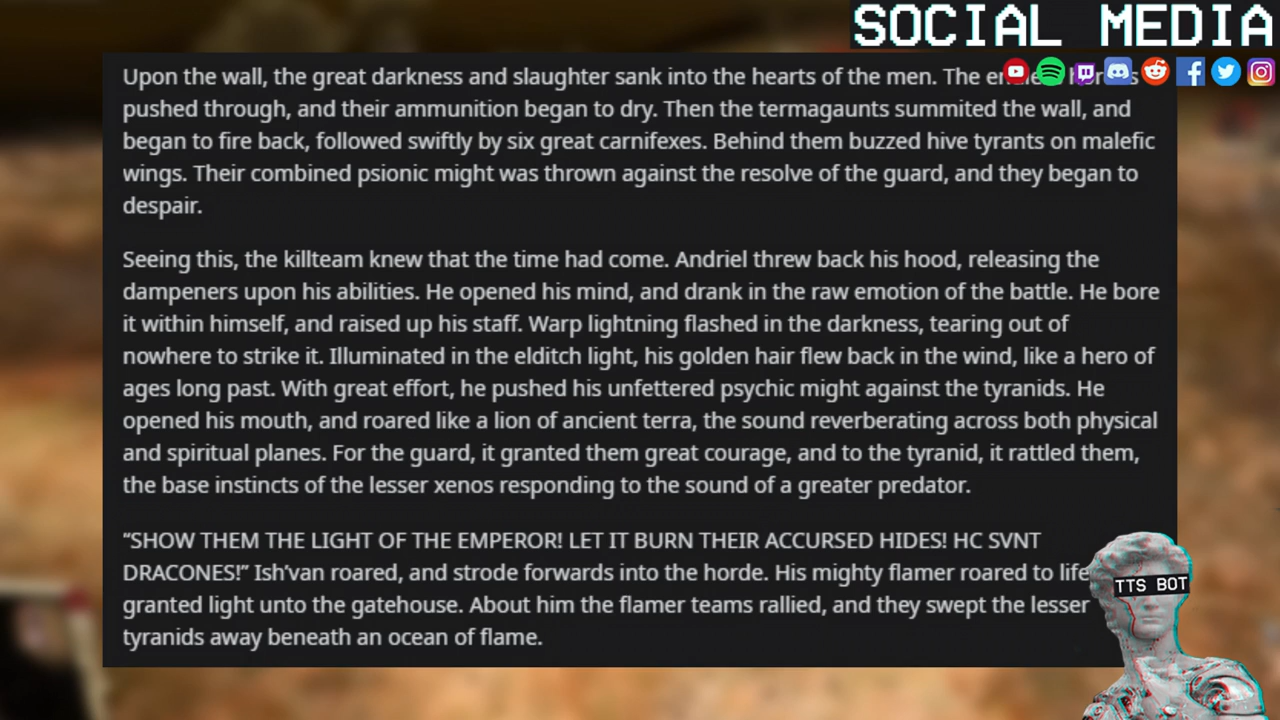 SOCIAL MEDIA
Upon the wall, the great darkness and slaughter sank into the hearts of the men. The
pushed through, and their ammunition began to dry. Then the termagaunts summited the wall, and
began to fire back, followed swiftly by six great carnifexes. Behind them buzzed hive tyrants on malefic
wings. Their combined psionic might was thrown against the resolve of the guard, and they began to
despair.
Seeing this, the killteam knew that the time had come. Andriel threw back his hood, releasing the
dampeners upon his abilities. He opened his mind, and drank in the raw emotion of the battle. He bore
it within himself, and raised up his staff. Warp lightning flashed in the darkness, tearing out of
nowhere to strike it. Illuminated in the elditch light, his golden hair flew back in the wind, like a hero of
ages long past. With great effort, he pushed his unfettered psychic might against the tyranids. He
opened his mouth, and roared like a lion of ancient terra, the sound reverberating across both physical
and spiritual planes. For the guard, it granted them great courage, and to the tyranid, it rattled them,
the base instincts of the lesser xenos responding to the sound of a greater predator.
“SHOW THEM THE LIGHT OF THE EMPEROR! LET IT BURN THEIR ACCURSED HIDES! HC SVNT
DRACONES!” Ish’van roared, and strode forwards into the horde. His mighty flamer roared to life
granted light unto the gatehouse. About him the flamer teams rallied, and they swept the lesser
tyranids away beneath an ocean of flame.
TTS BOT